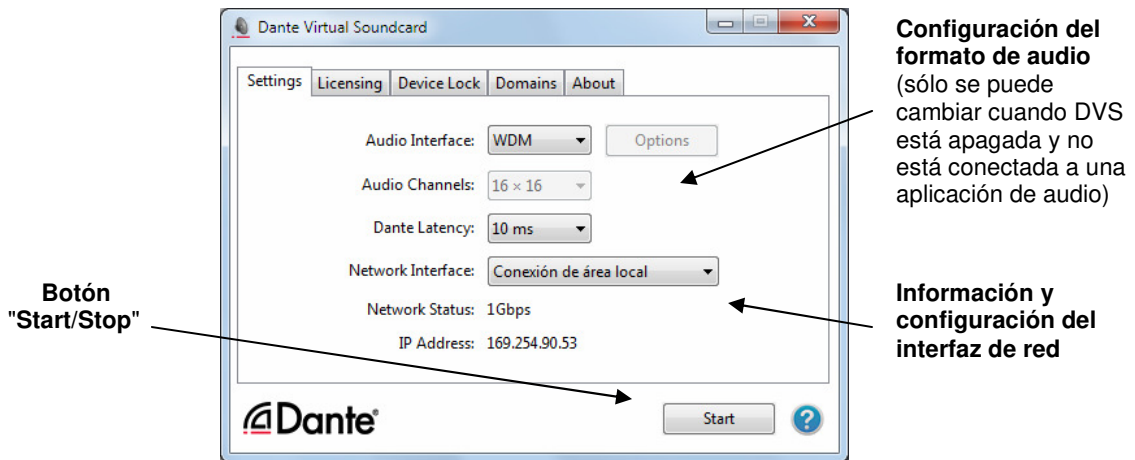 Dante Virtual Soundcard
Settings Licensing Device Lock Domains About
Audio Interface: WDM Options
Audio Channels: 16 × 16
Dante Latency: 10 ms
Network Interface: Conexión de área local
Network Status: 1Gbps
IP Address: 169.254.90.53
Dante®
Start
?
Configuración del
formato de audio
(sólo se puede
cambiar cuando DVS
está apagada y no
está conectada a una
aplicación de audio)
Botón
"Start/Stop"
Información y
configuración del
interfaz de red